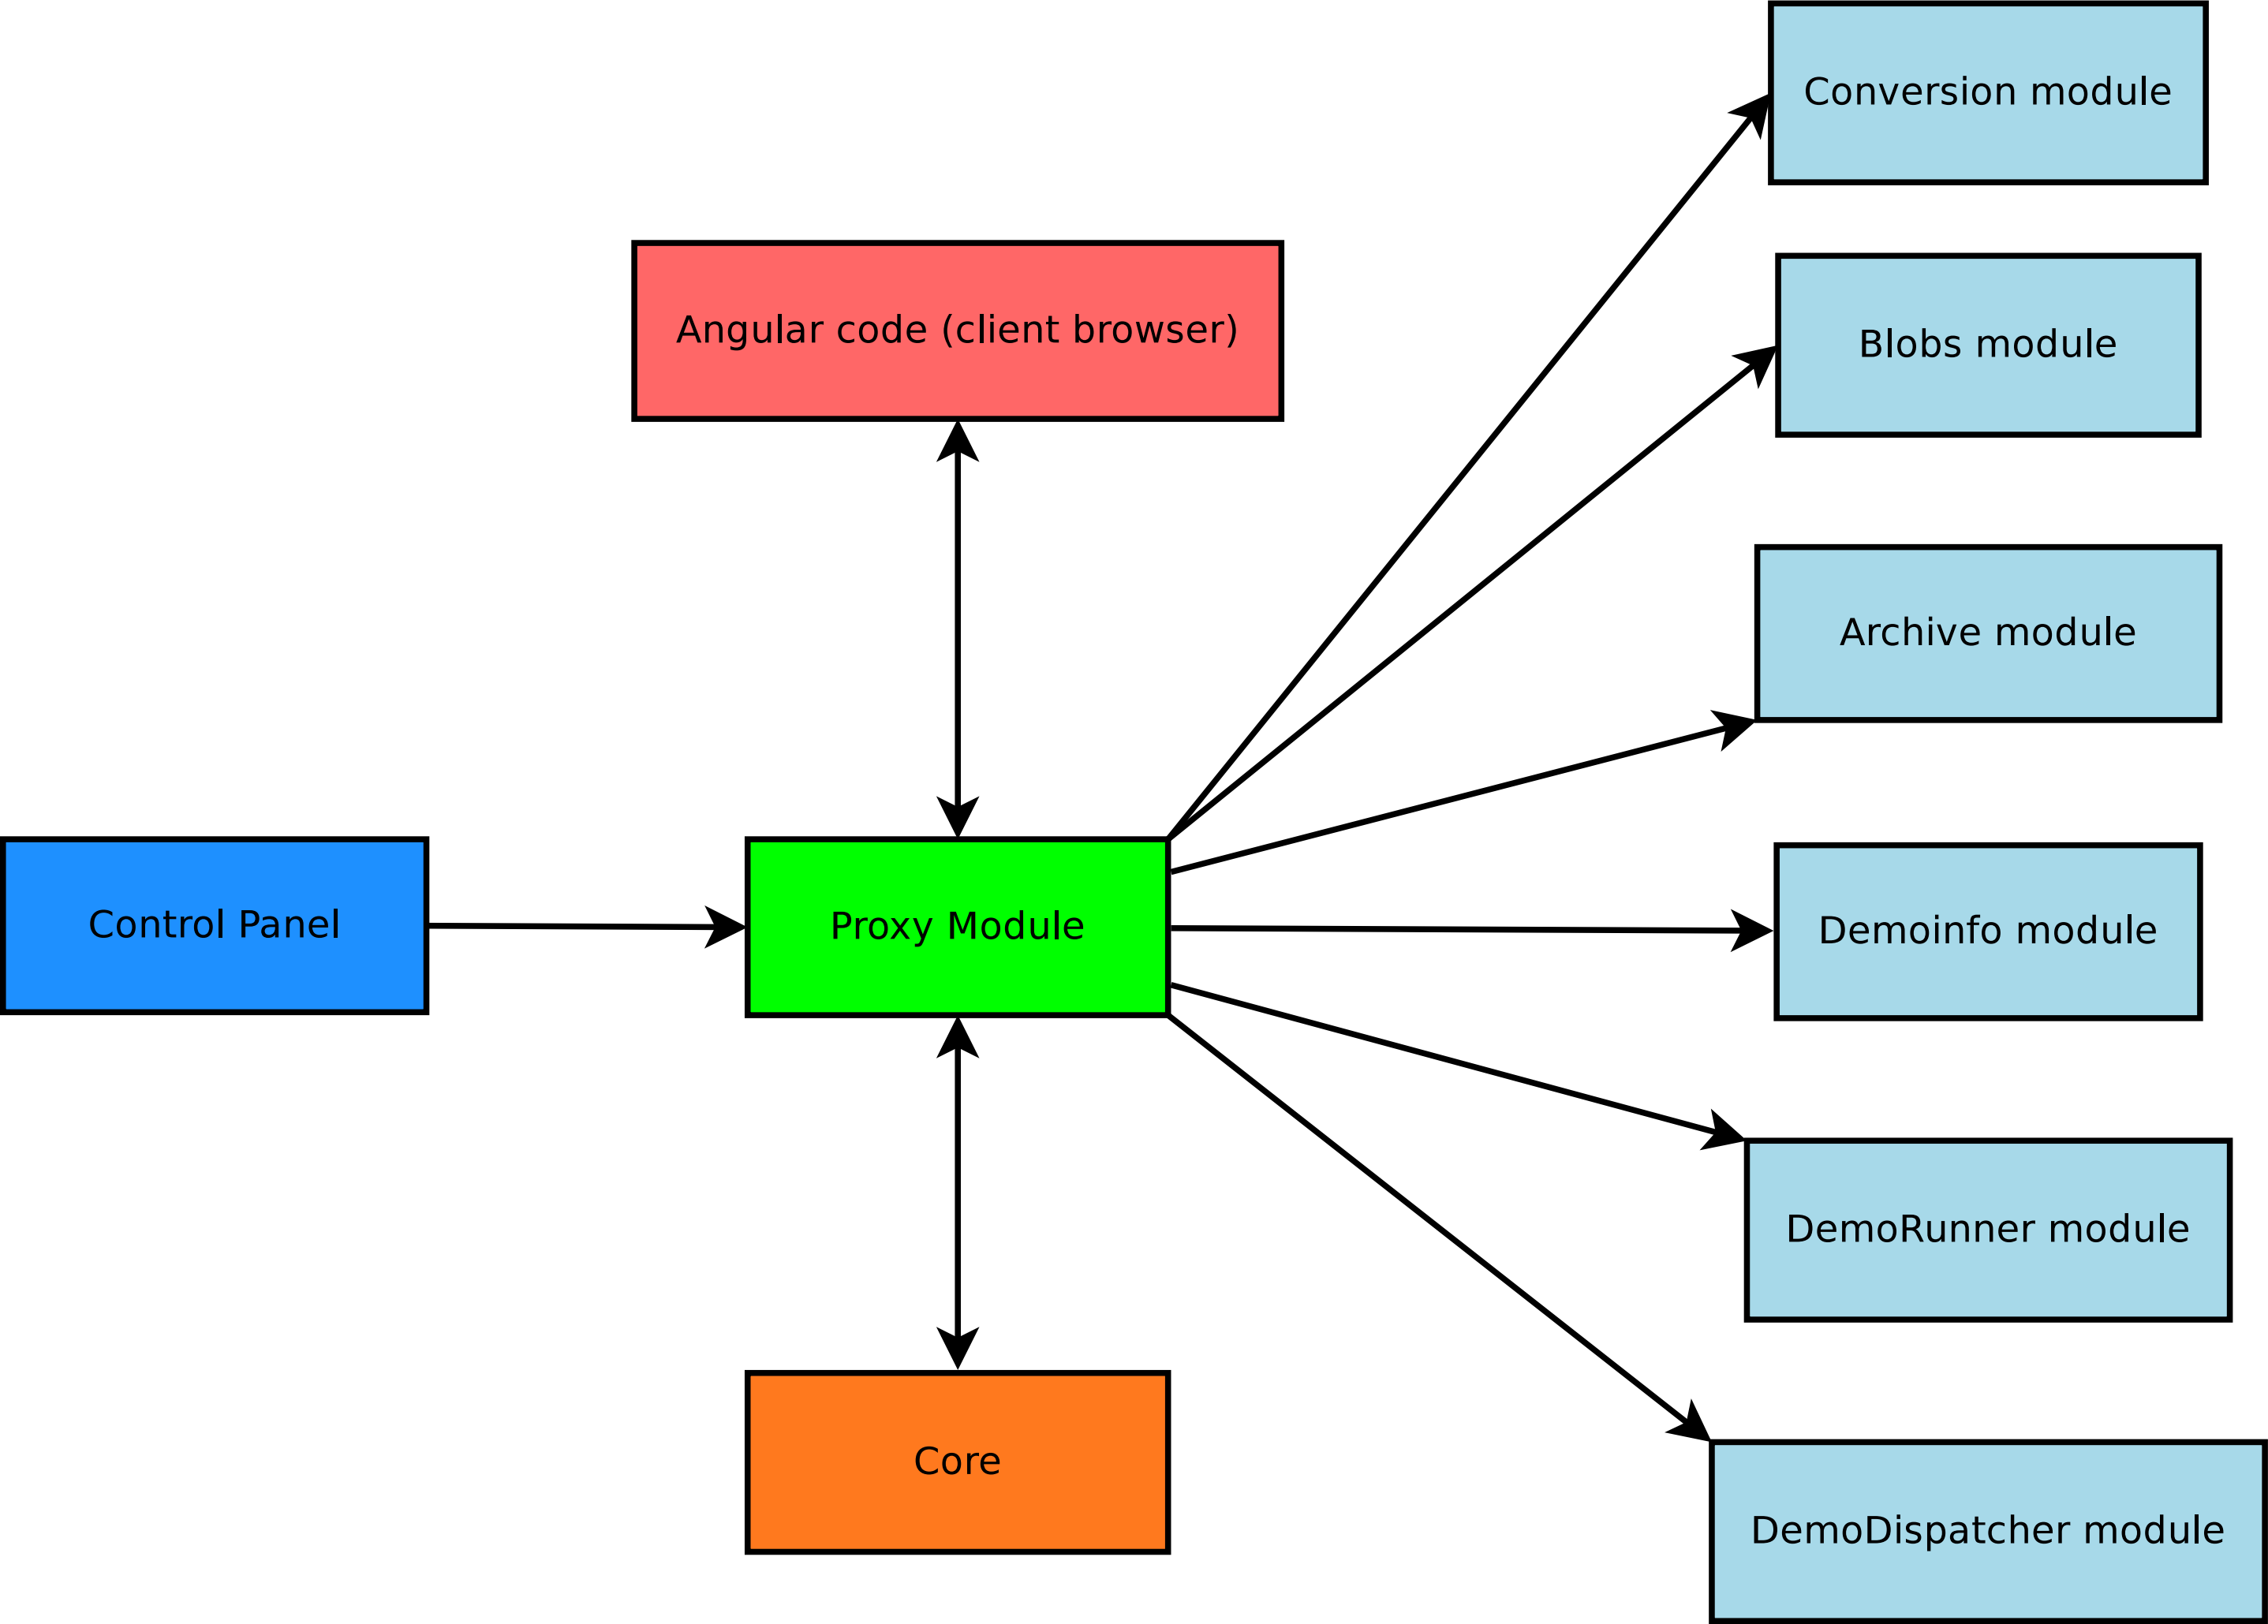 Conversion module
Angular code (client browser)
Blobs module
Archive module
Control Panel
Proxy Module
Demoinfo module
DemoRunner module
Core
DemoDispatcher module